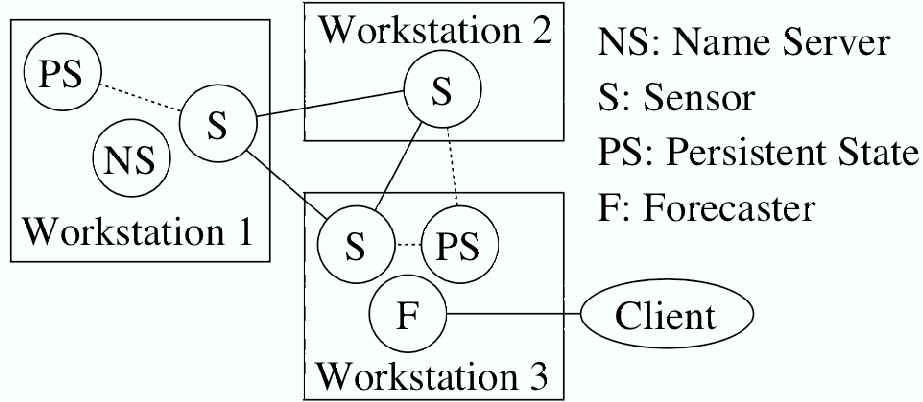 PS
S
NS
Workstation 1
Workstation 2
S
S
PS
F
Workstation 3
Client
NS: Name Server
S: Sensor
PS: Persistent State
F: Forecaster